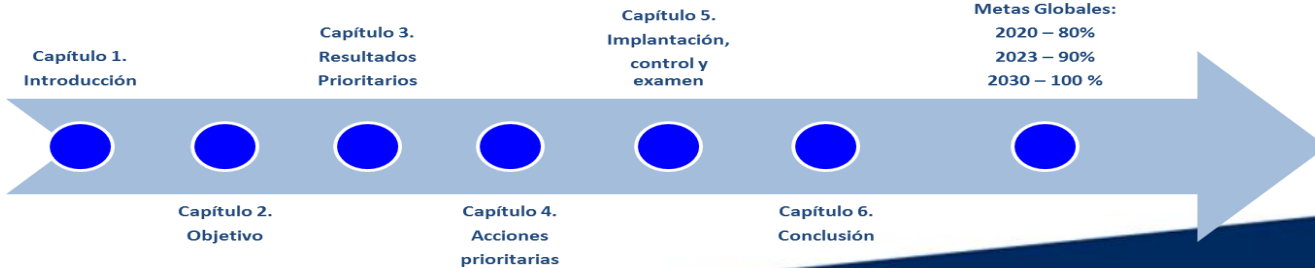 Capítulo 1.
Introducción
Capítulo 2.
Objetivo
Capítulo 3.
Resultados
Prioritarios
Capítulo 4.
Acciones
prioritarias
Capítulo 5.
Implantación,
control y
examen
Capítulo 6.
Conclusión
Metas Globales:
2020 – 80%
2023 – 90%
2030 – 100 %